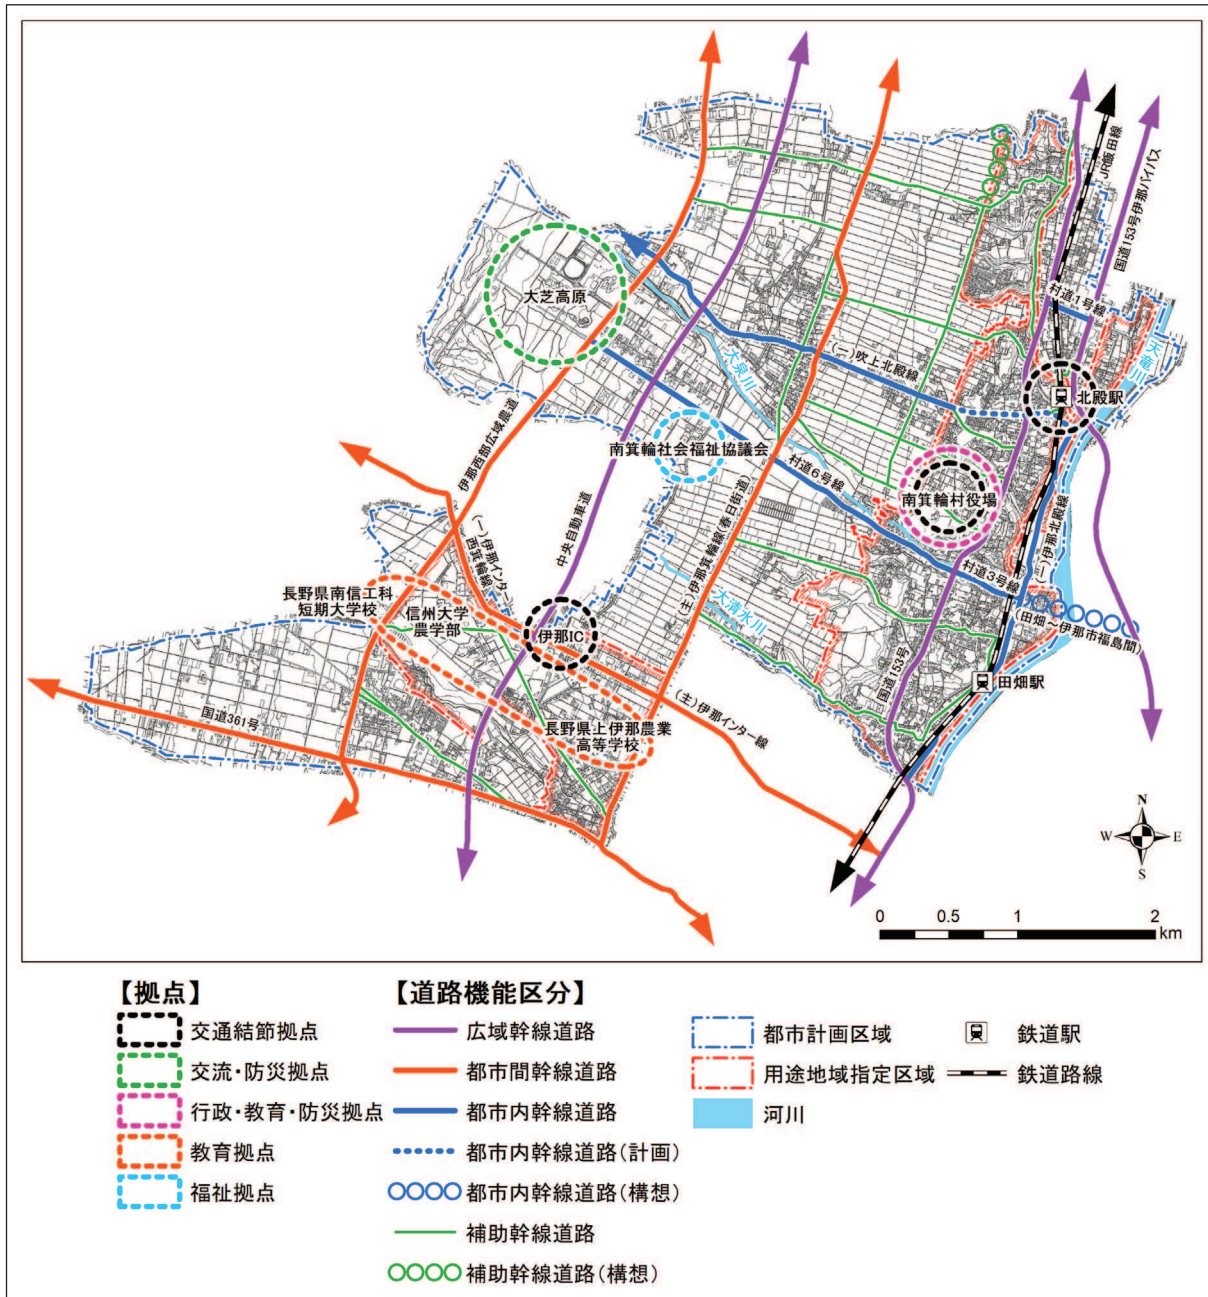 JR飯田線
国道153号伊那バイパス
大芝高原
村道1号線
天竜川
(一)吹上北殿線
大泉川
北殿駅
伊那西部広域農道
南箕輪社会福祉協議会
村道6号線
南箕輪村役場
(主)伊那箕輪線(春日街道)
中央自動車道
(一)伊那インター
西箕輪線
(一)伊那北殿線
村道3号線
(田畑～伊那市福島間)
長野県南信工科
短期大学校
信州大学
農学部
伊那IC
大清水川
国道153号
田畑駅
(主)伊那インター線
国道361号
長野県上伊那農業
高等学校
N
W E
S
0 0.5 1 2
km
【拠点】
交通結節拠点
交流・防災拠点
行政・教育・防災拠点
教育拠点
福祉拠点
【道路機能区分】
広域幹線道路
都市間幹線道路
都市内幹線道路
都市内幹線道路(計画)
都市内幹線道路(構想)
補助幹線道路
補助幹線道路(構想)
都市計画区域
用途地域指定区域
河川
鉄道駅
鉄道路線